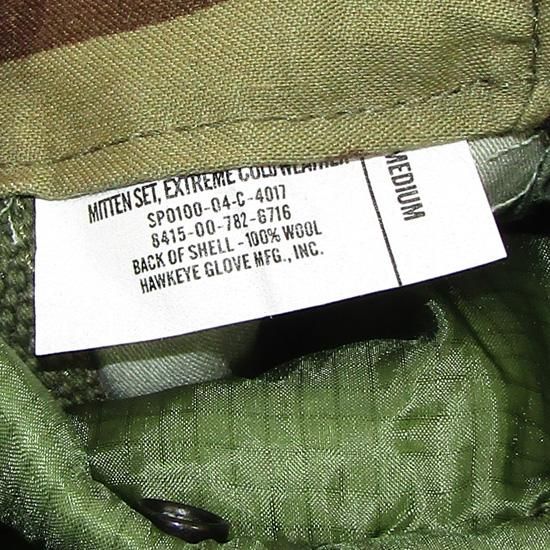 MITTEN SET, EXTREME COLD WEATHER
SPO100-04-C-4017
8415-00-782-6716
BACK OF SHELL -100% WOOL
HAWKEYE GLOVE MFG., INC.
MEDIUM